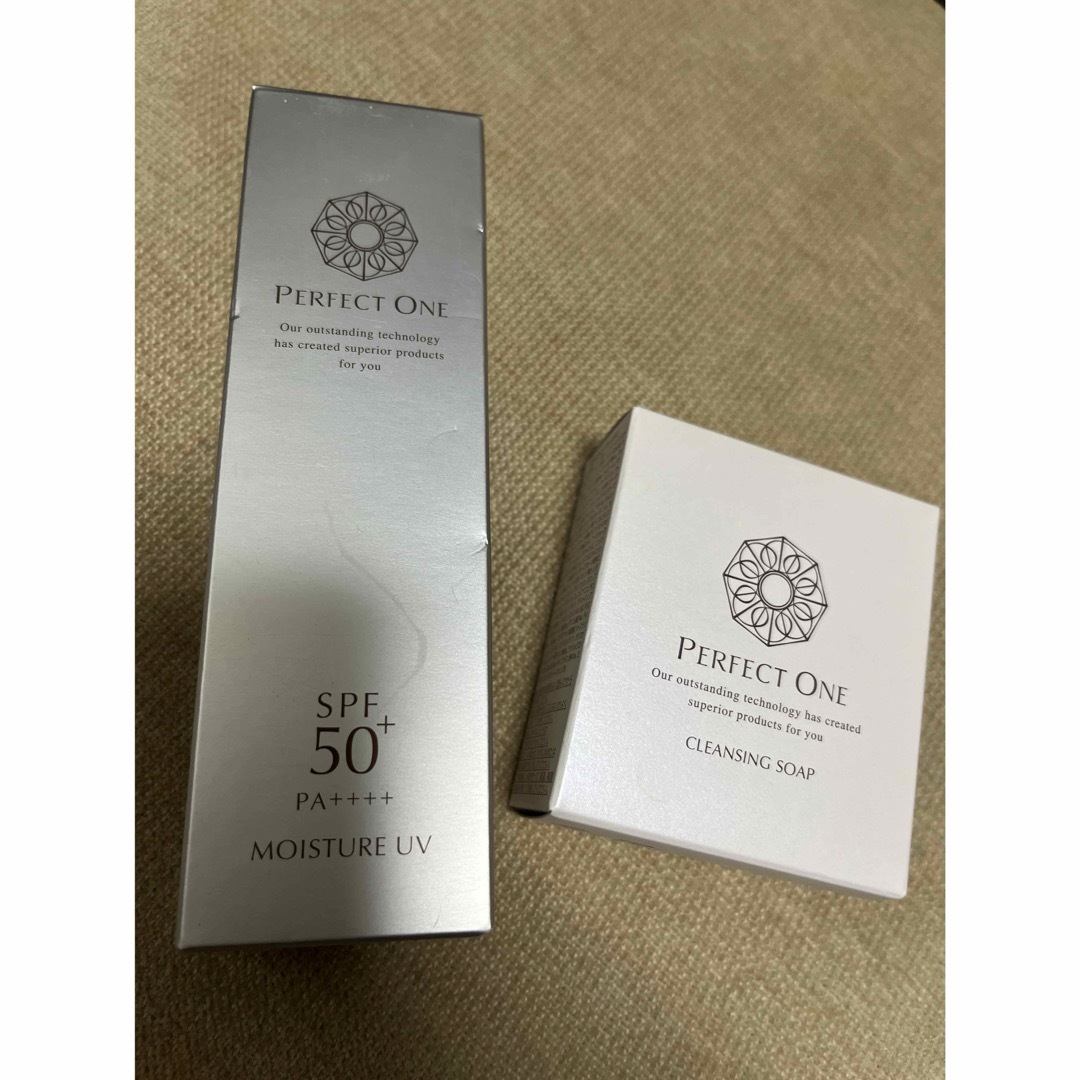 PERFECT ONE
Our outstanding technology
has created superior products
for you
SPF
50+
PA++++
MOISTURE UV
PERFECT ONE
Our outstanding technology has created
superior products for you
CLEANSING SOAP